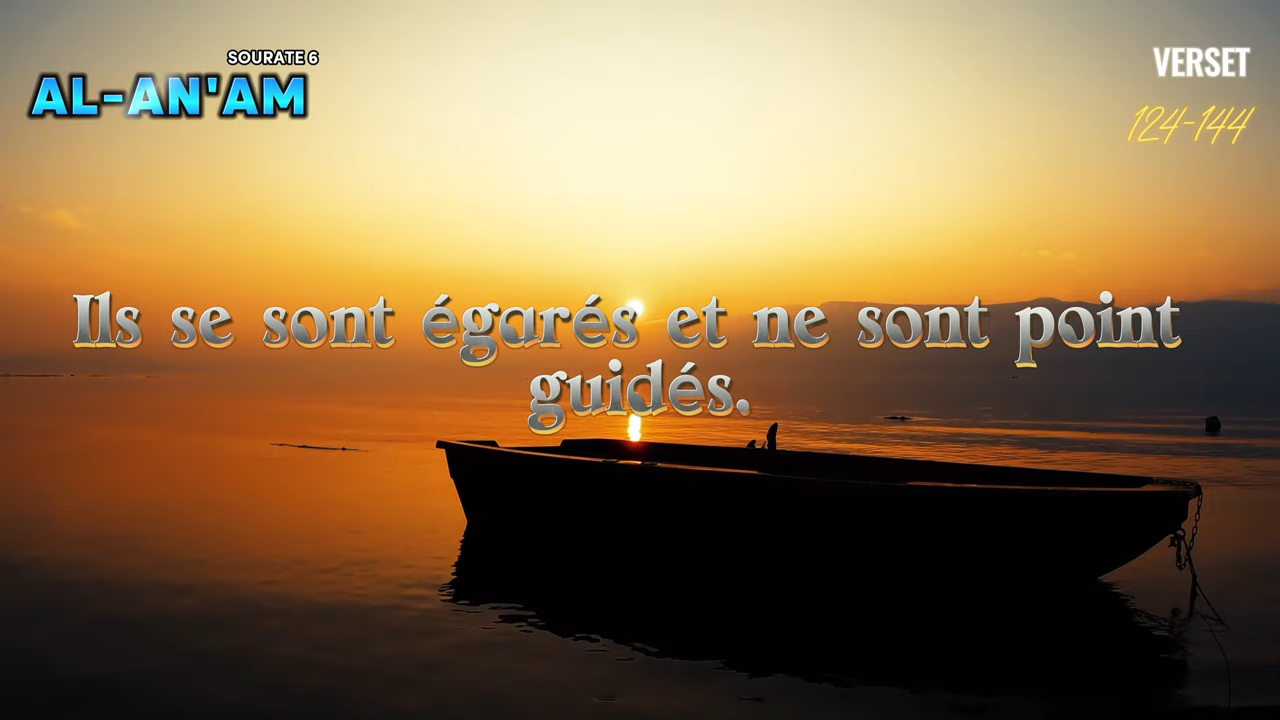 SOURATE 6
AL-AN'AM
VERSET
124-144
Ils se sont égarés et ne sont point
guidés.